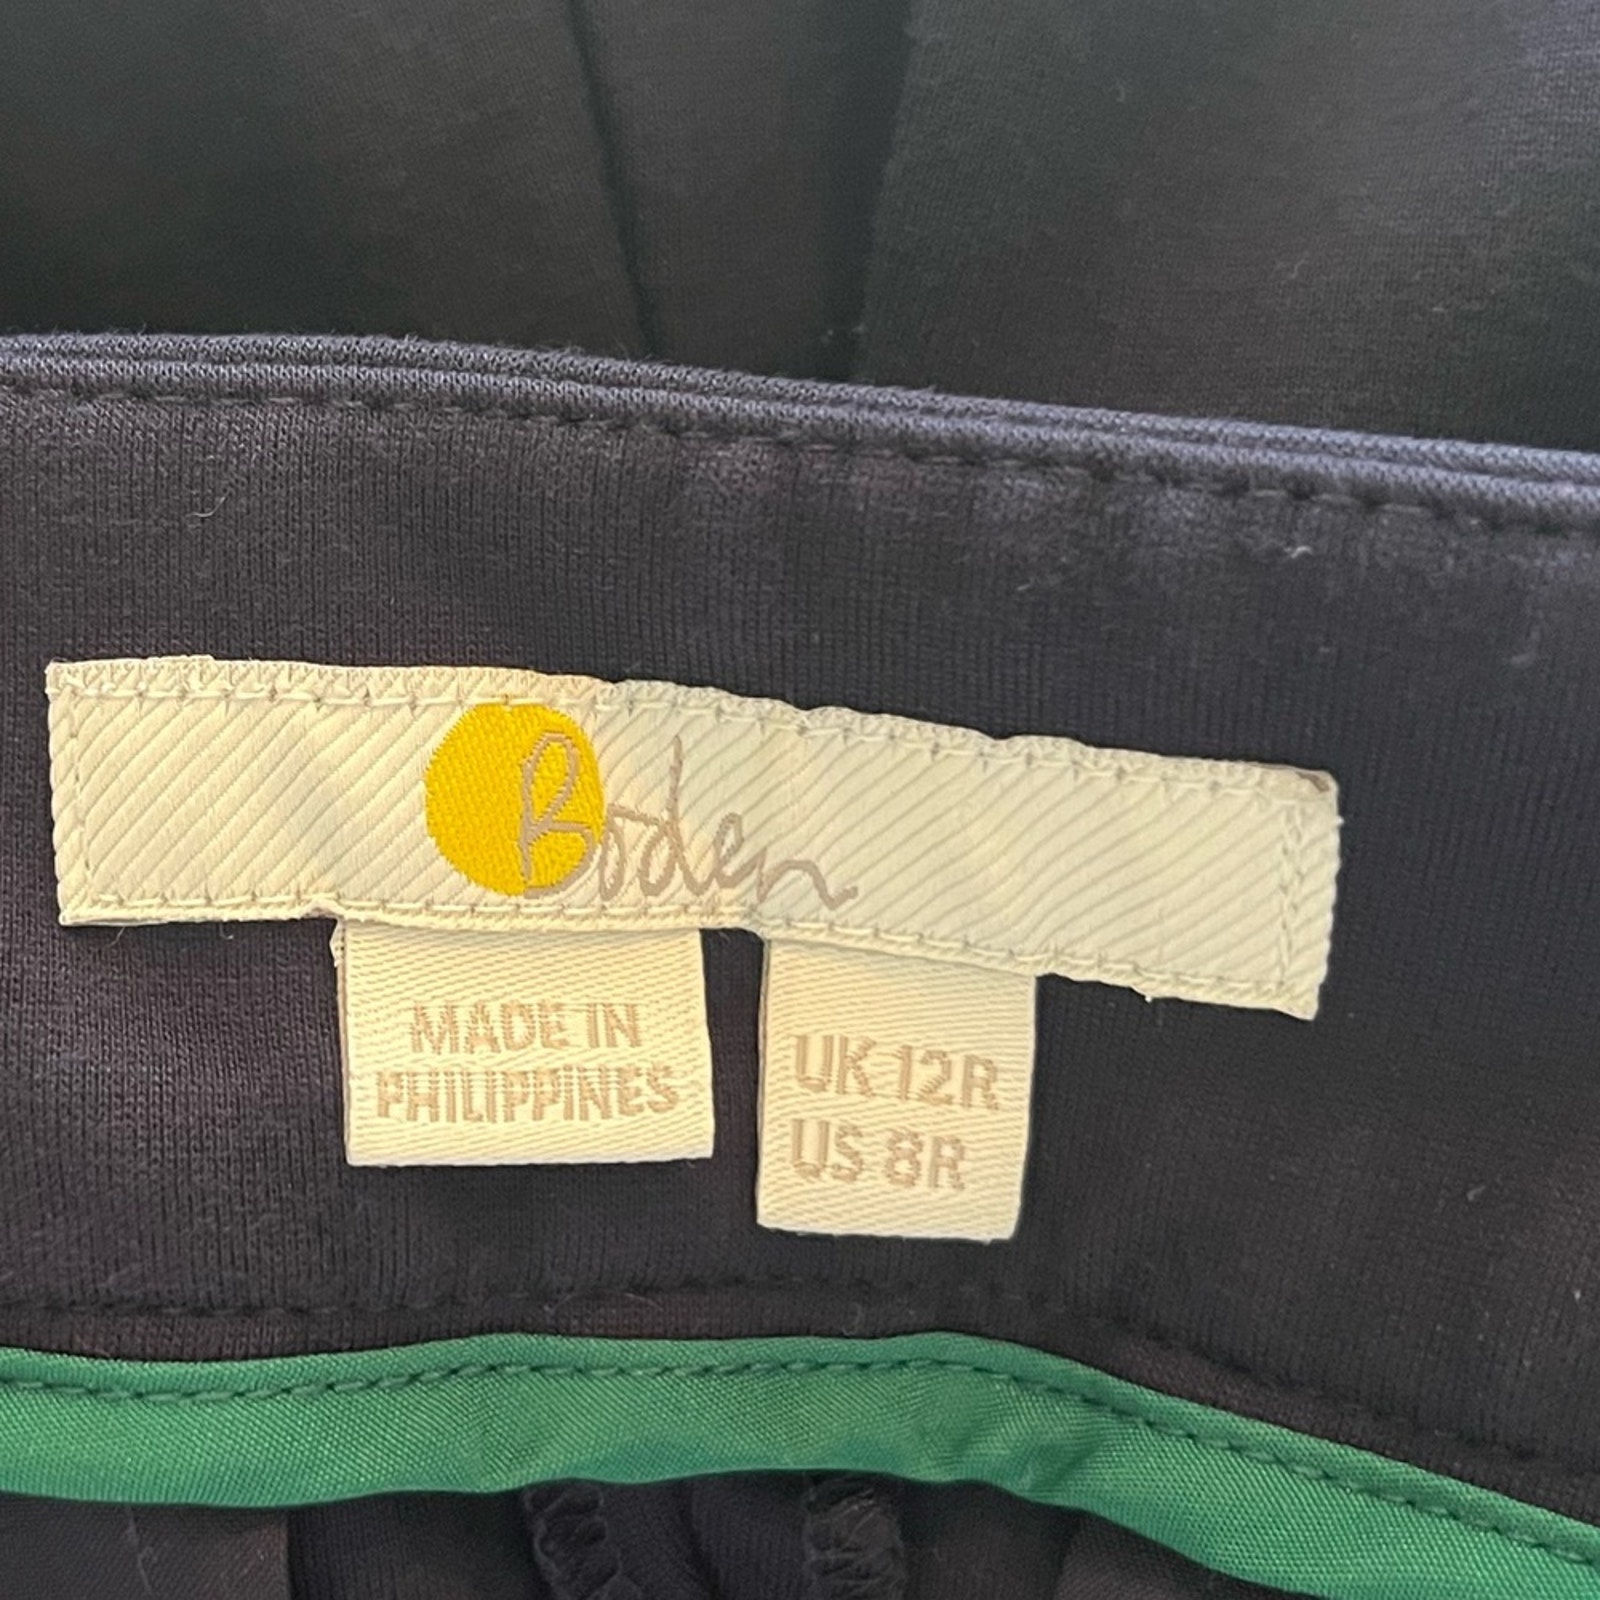 Boden
MADE IN
PHILIPPINES
UK 12R
US 8R